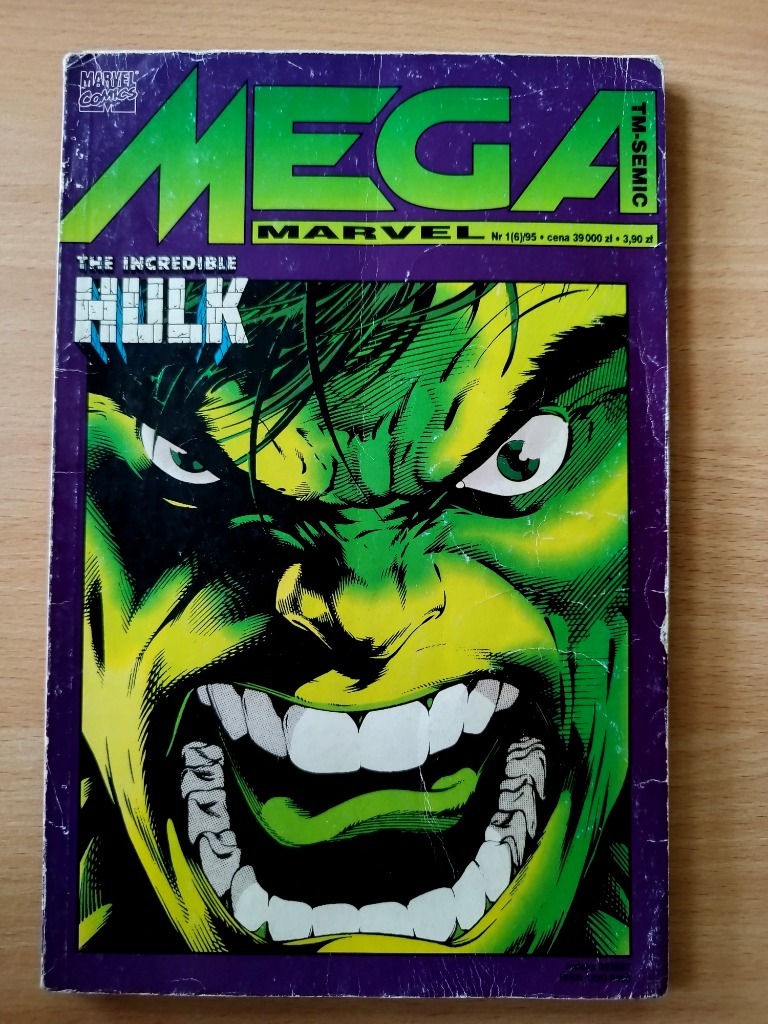 MARVEL
COMICS
MEGA
TM-SEMIC
MARVEL Nr 1(6)/95 • cena 39 000 zł • 3,90 zł
THE INCREDIBLE
HULK